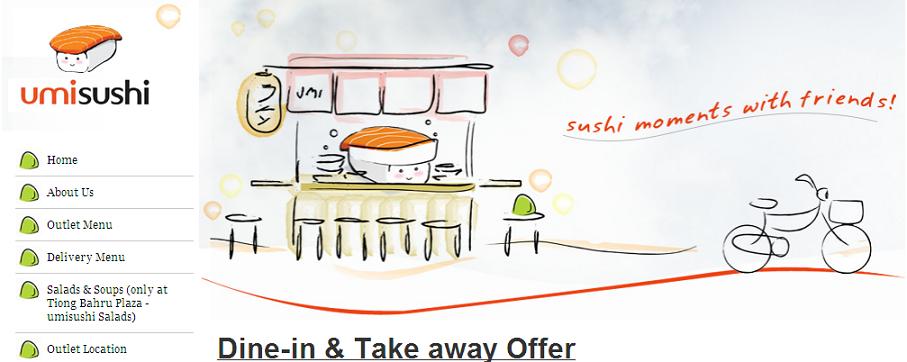 umisushi
Home
About Us
Outlet Menu
Delivery Menu
Salads & Soups (only at
Tiong Bahru Plaza -
umisushi Salads)
Outlet Location
UMI
sushi moments with friends!
Dine-in & Take away Offer